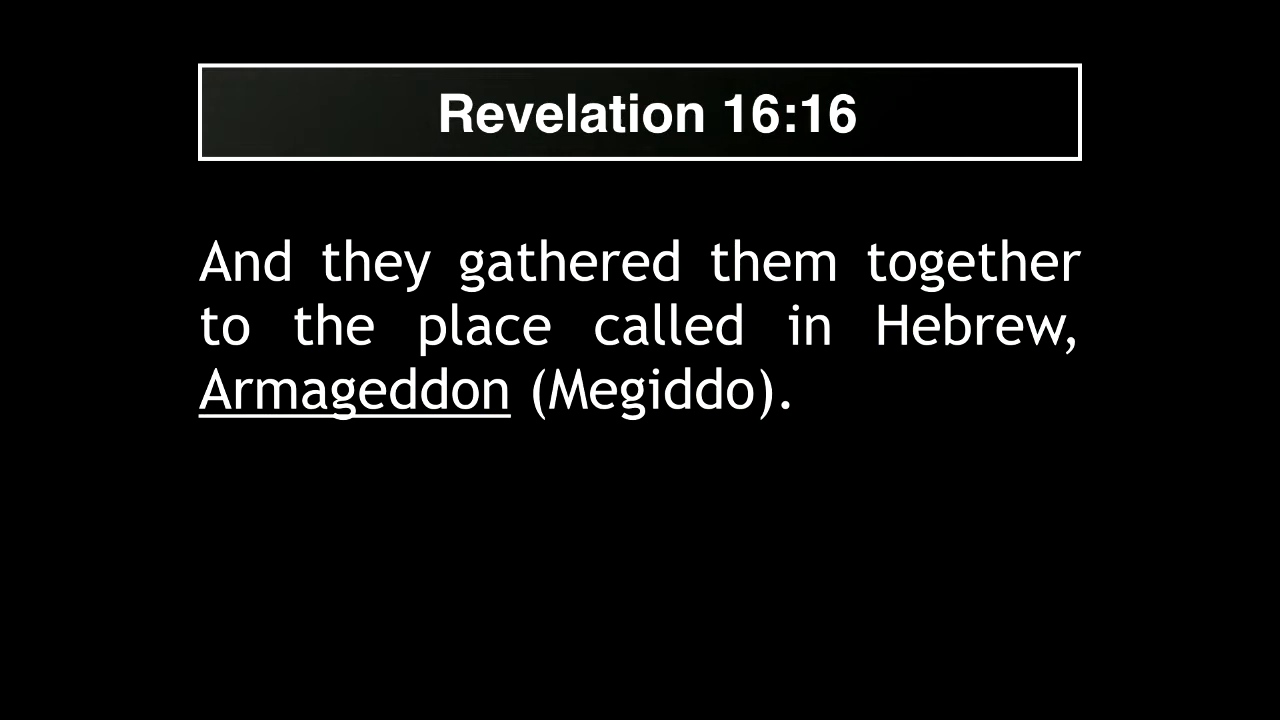 Revelation 16:16
And they gathered them together
to the place called in Hebrew,
Armageddon (Megiddo).